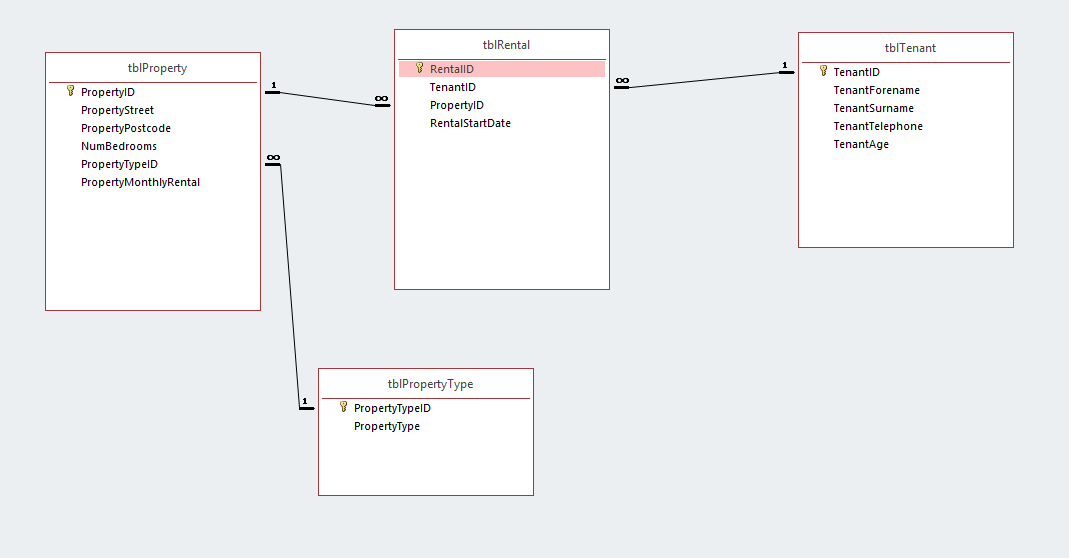 tblProperty
PropertyID
PropertyStreet
PropertyPostcode
NumBedrooms
PropertyTypeID
PropertyMonthlyRental
1
∞
∞
1
tblRental
RentalID
TenantID
PropertyID
RentalStartDate
∞
1
tblTenant
TenantID
TenantForename
TenantSurname
TenantTelephone
TenantAge
tblPropertyType
PropertyTypeID
PropertyType